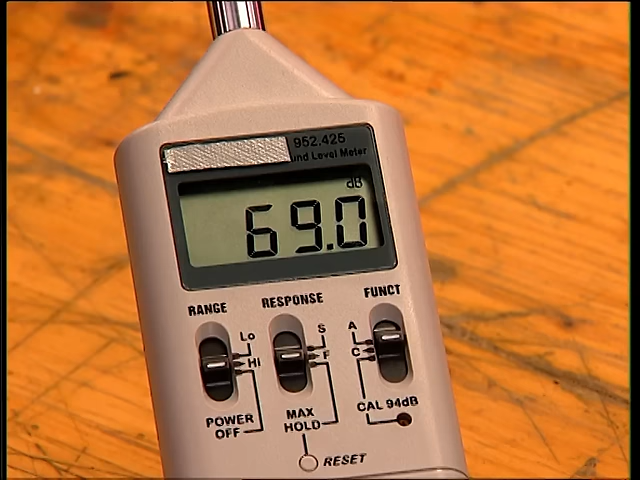 952.425
und Level Meter
dB
69.0
RANGE RESPONSE FUNCT
Lo S A
HI F C
POWER OFF
MAX HOLD
CAL 94dB
RESET